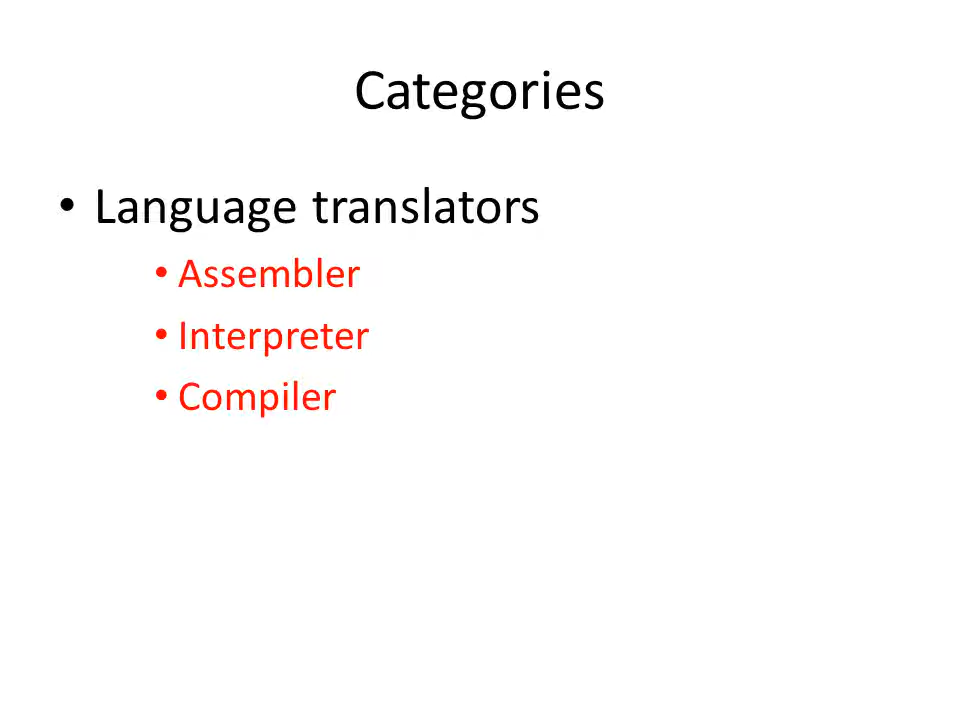 Categories
• Language translators
• Assembler
• Interpreter
• Compiler